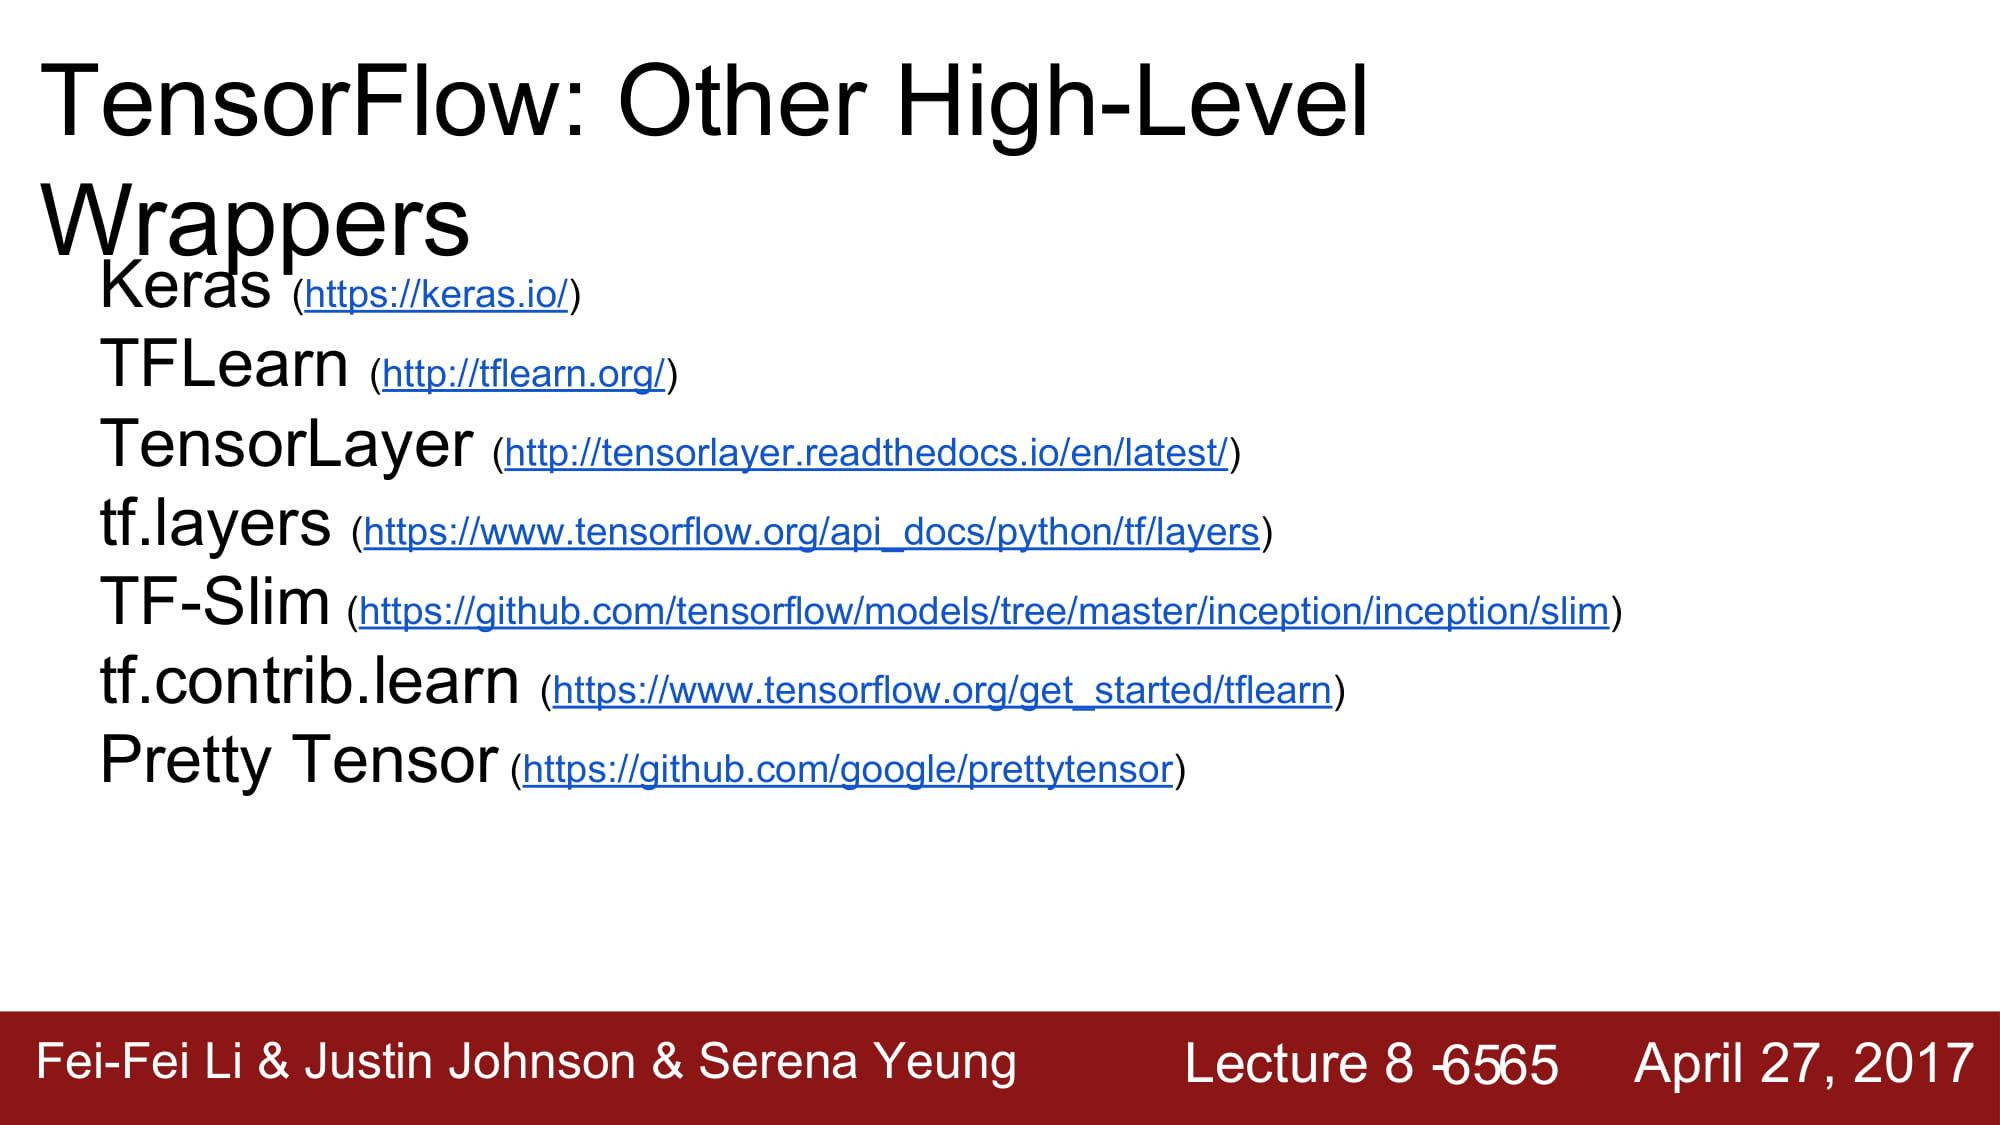 TensorFlow: Other High-Level
Wrappers
Keras (https://keras.io/)
TFLearn (http://tflearn.org/)
TensorLayer (http://tensorlayer.readthedocs.io/en/latest/)
tf.layers (https://www.tensorflow.org/api_docs/python/tf/layers)
TF-Slim (https://github.com/tensorflow/models/tree/master/inception/inception/slim)
tf.contrib.learn (https://www.tensorflow.org/get_started/tflearn)
Pretty Tensor (https://github.com/google/prettytensor)
Fei-Fei Li & Justin Johnson & Serena Yeung Lecture 8 -6565 April 27, 2017